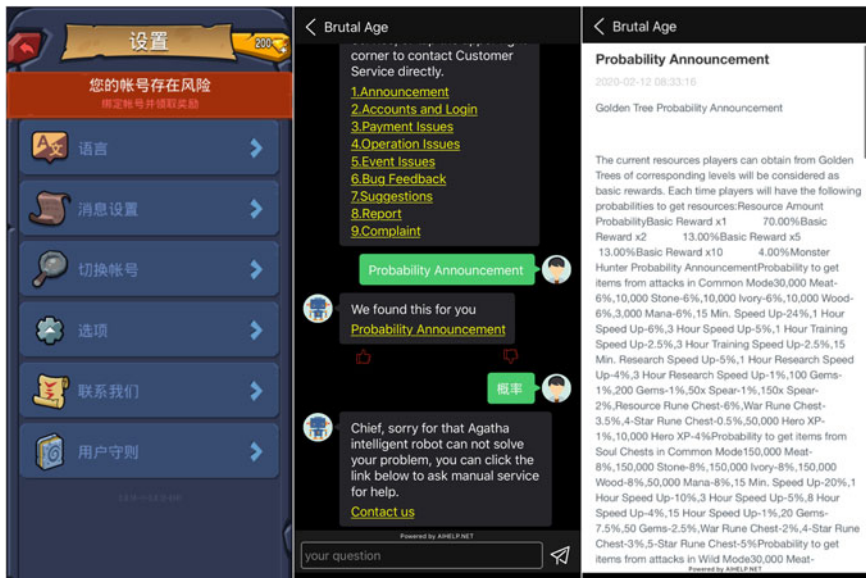 设置
200
您的帐号存在风险
绑定帐号并领取奖励
语言
消息设置
切换帐号
选项
联系我们
用户守则
Brutal Age
corner to contact Customer
Service directly.
1.Announcement
2.Accounts and Login
3.Payment Issues
4.Operation Issues
5.Event Issues
6.Bug Feedback
7.Suggestions
8.Report
9.Complaint
Probability Announcement
We found this for you
Probability Announcement
概率
Chief, sorry for that Agatha
intelligent robot can not solve
your problem, you can click the
link below to ask manual service
for help.
Contact us
Powered by AIHELP.NET
your question
Brutal Age
Probability Announcement
2020-02-12 08:33:16
Golden Tree Probability Announcement
The current resources players can obtain from Golden
Trees of corresponding levels will be considered as
basic rewards. Each time players will have the following
probabilities to get resources:Resource Amount
ProbabilityBasic Reward x1 70.00%Basic
Reward x2 13.00%Basic Reward x5
13.00%Basic Reward x10 4.00%Monster
Hunter Probability AnnouncementProbability to get
items from attacks in Common Mode30,000 Meat-
6%,10,000 Stone-6%,10,000 Ivory-6%,10,000 Wood-
6%,3,000 Mana-6%,15 Min. Speed Up-24%,1 Hour
Speed Up-6%,3 Hour Speed Up-5%,1 Hour Training
Speed Up-2.5%,3 Hour Training Speed Up-2.5%,15
Min. Research Speed Up-5%,1 Hour Research Speed
Up-4%,3 Hour Research Speed Up-1%,100 Gems-
1%,200 Gems-1%,50x Spear-1%,150x Spear-
2%,Resource Rune Chest-6%,War Rune Chest-
3.5%,4-Star Rune Chest-0.5%,50,000 Hero XP-
1%,10,000 Hero XP-4%Probability to get items from
Soul Chests in Common Mode150,000 Meat-
8%,150,000 Stone-8%,150,000 Ivory-8%,150,000
Wood-8%,50,000 Mana-8%,15 Min. Speed Up-20%,1
Hour Speed Up-10%,3 Hour Speed Up-5%,8 Hour
Speed Up-4%,15 Hour Speed Up-1%,20 Gems-
7.5%,50 Gems-2.5%,War Rune Chest-2%,4-Star Rune
Chest-3%,5-Star Rune Chest-5%Probability to get
items from attacks in Wild Mode30,000 Meat-
Powered by AIHELP.NET